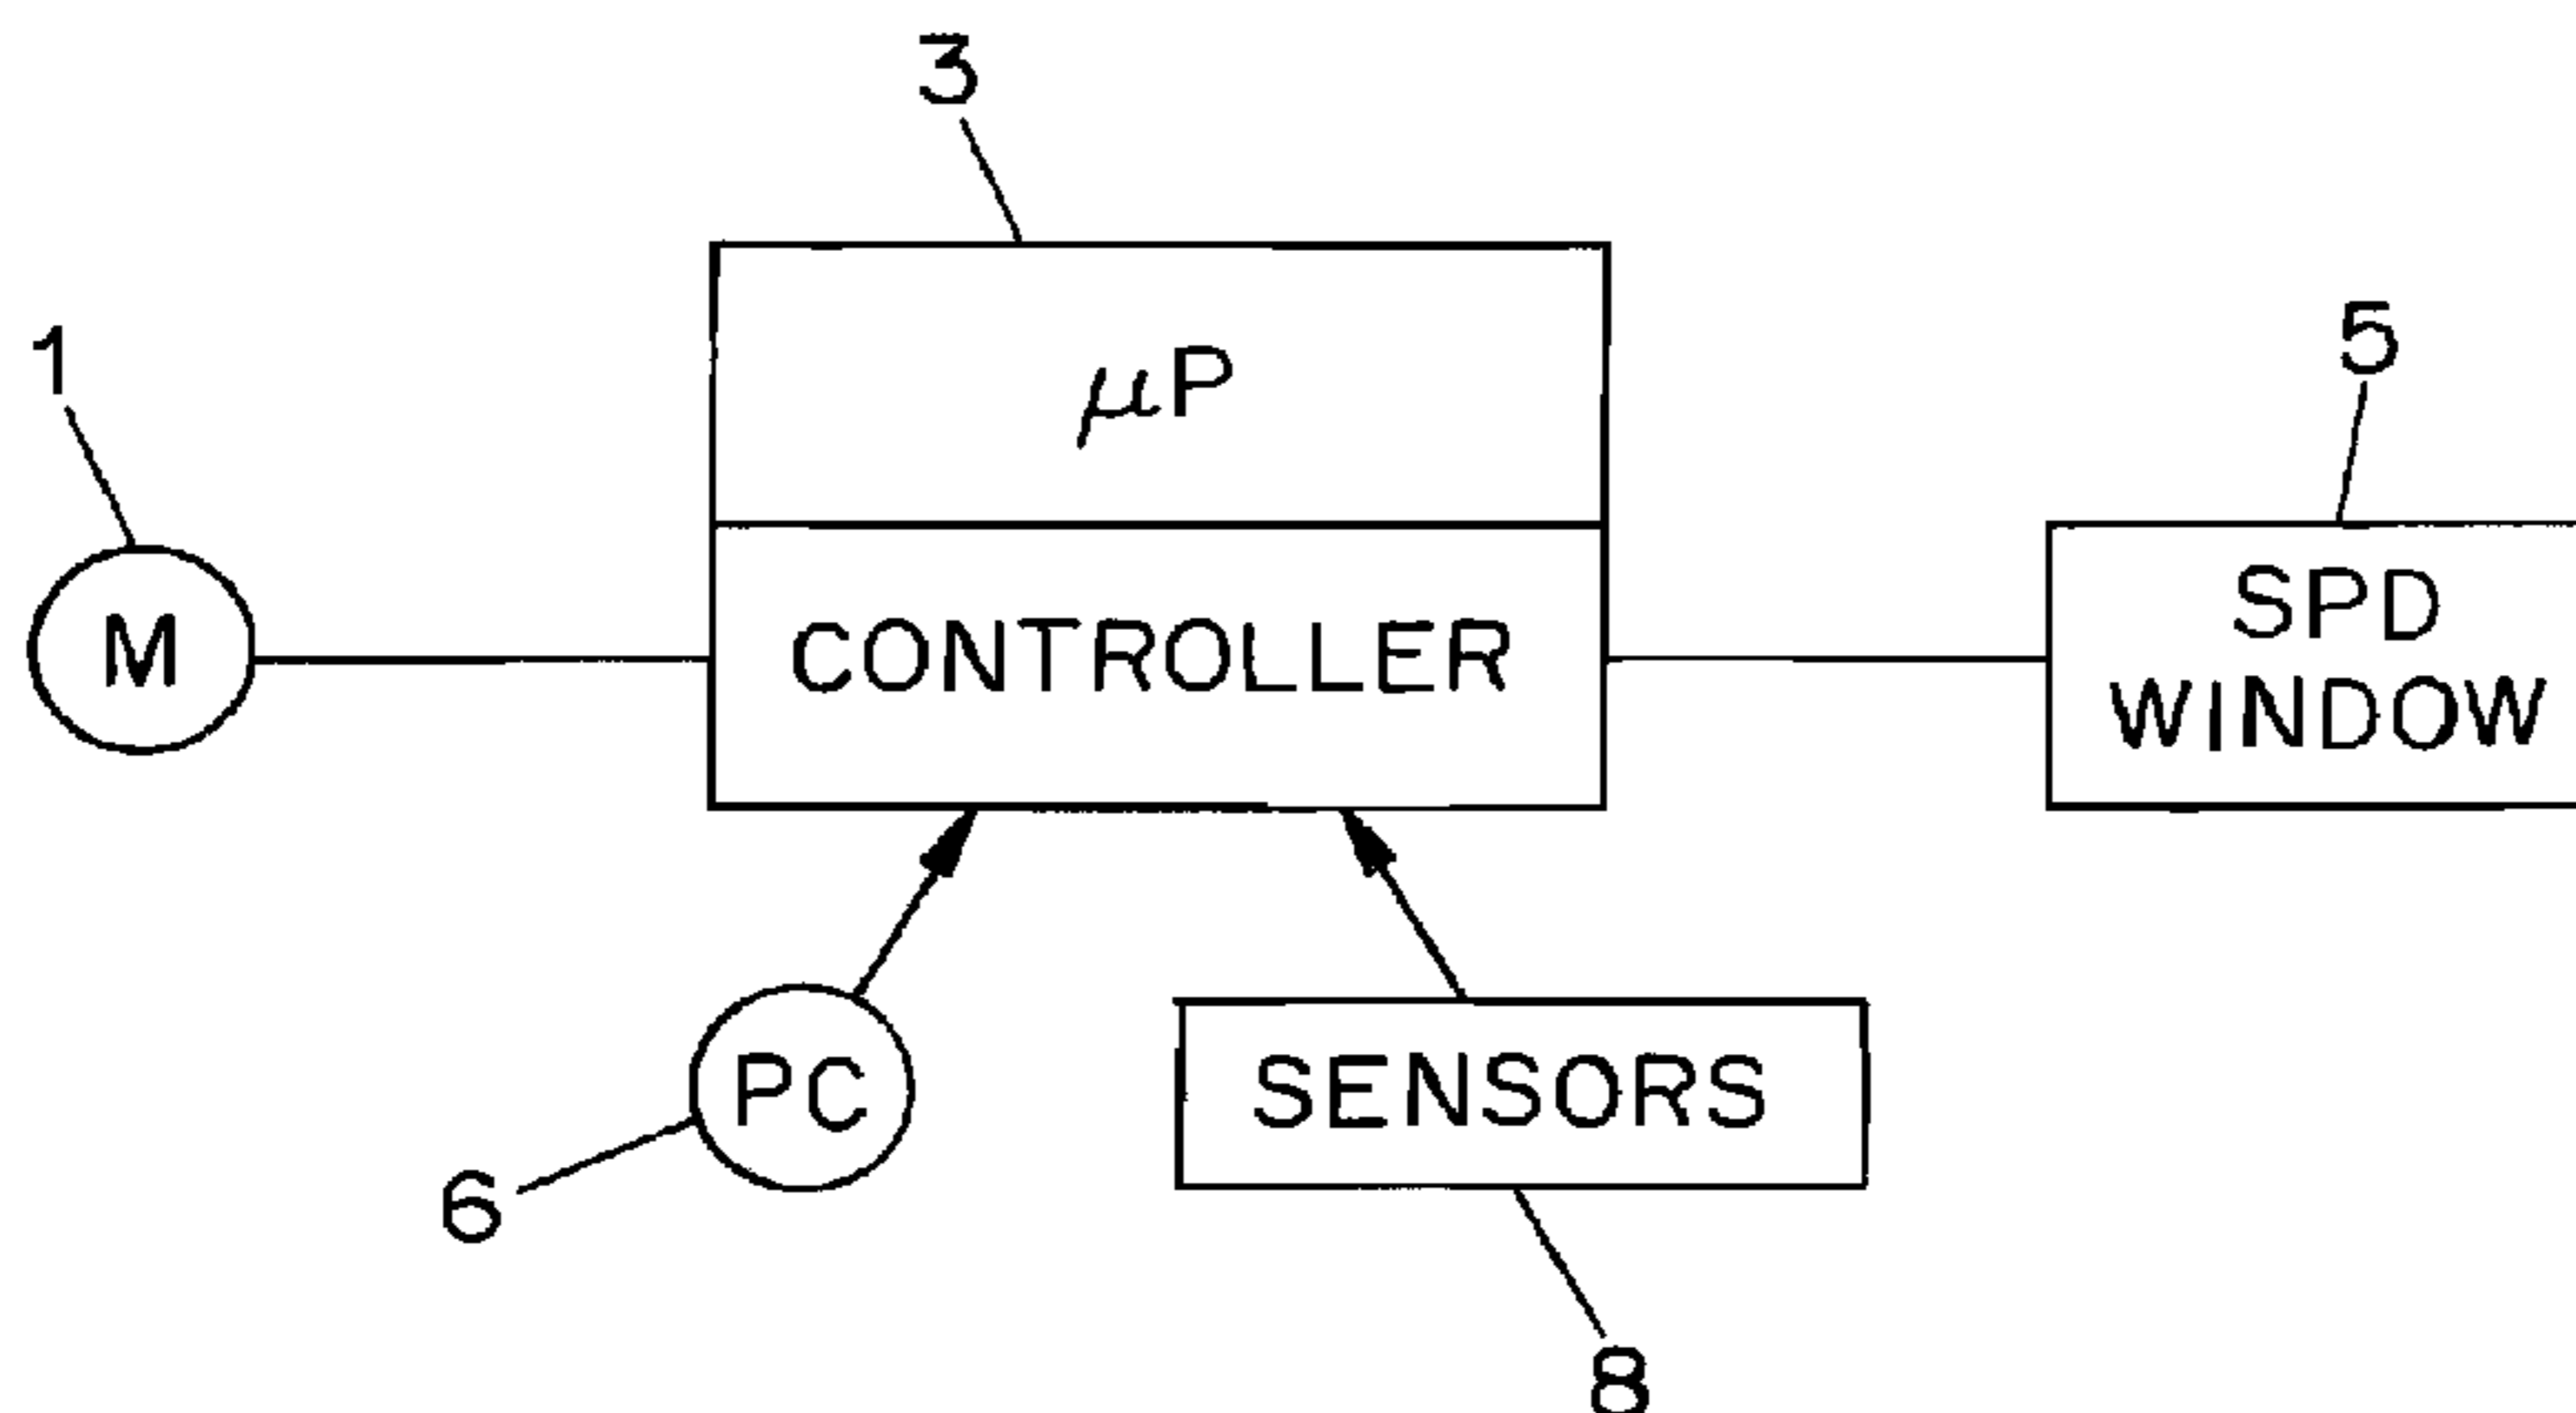 3
1
μP
5
M
CONTROLLER
SPD
WINDOW
PC
SENSORS
6
8